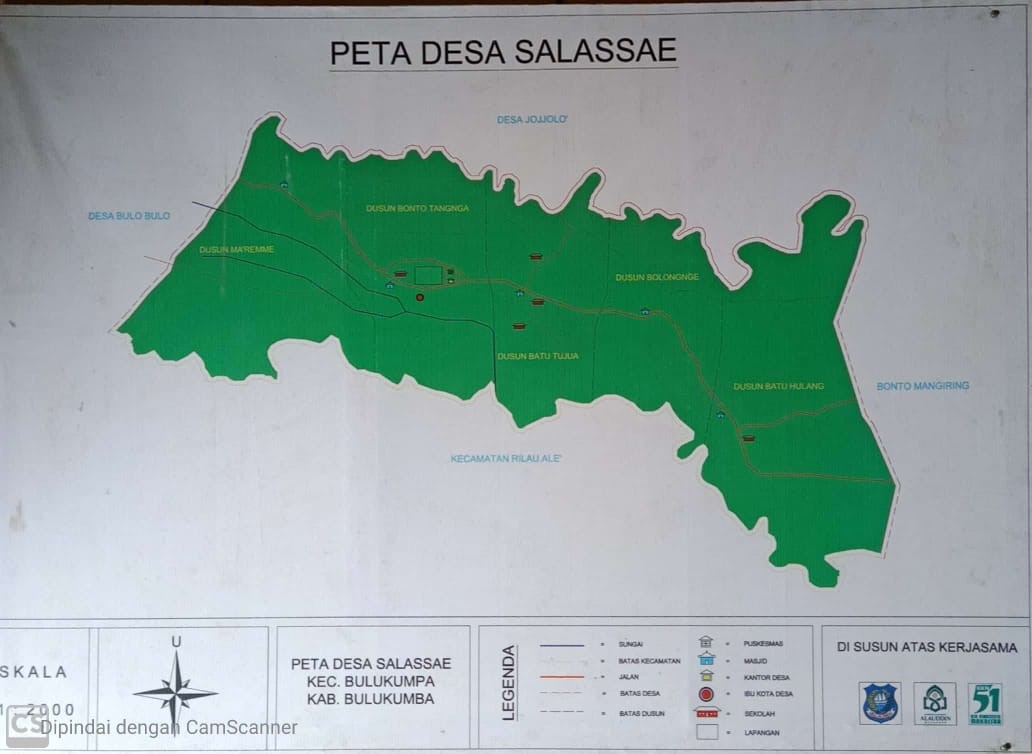 PETA DESA SALASSAE
DESA JOJJOLO'
DESA BULO BULO
DUSUN BONTO TANGNGA
DUSUN MA'REMME
DUSUN BOLONGNGE
DUSUN BATU TUJUA
DUSUN BATU HULANG
BONTO MANGIRING
KECAMATAN RILAU ALE'
SKALA
1 : 2000
U
PETA DESA SALASSAE
KEC. BULUKUMPA
KAB. BULUKUMBA
LEGENDA
= SUNGAI
= BATAS KECAMATAN
= JALAN
= BATAS DESA
= BATAS DUSUN
= PUSKESMAS
= MASJID
= KANTOR DESA
= IBU KOTA DESA
= SEKOLAH
= LAPANGAN
DI SUSUN ATAS KERJASAMA
ALAUDDIN
51
CS Dipindai dengan CamScanner